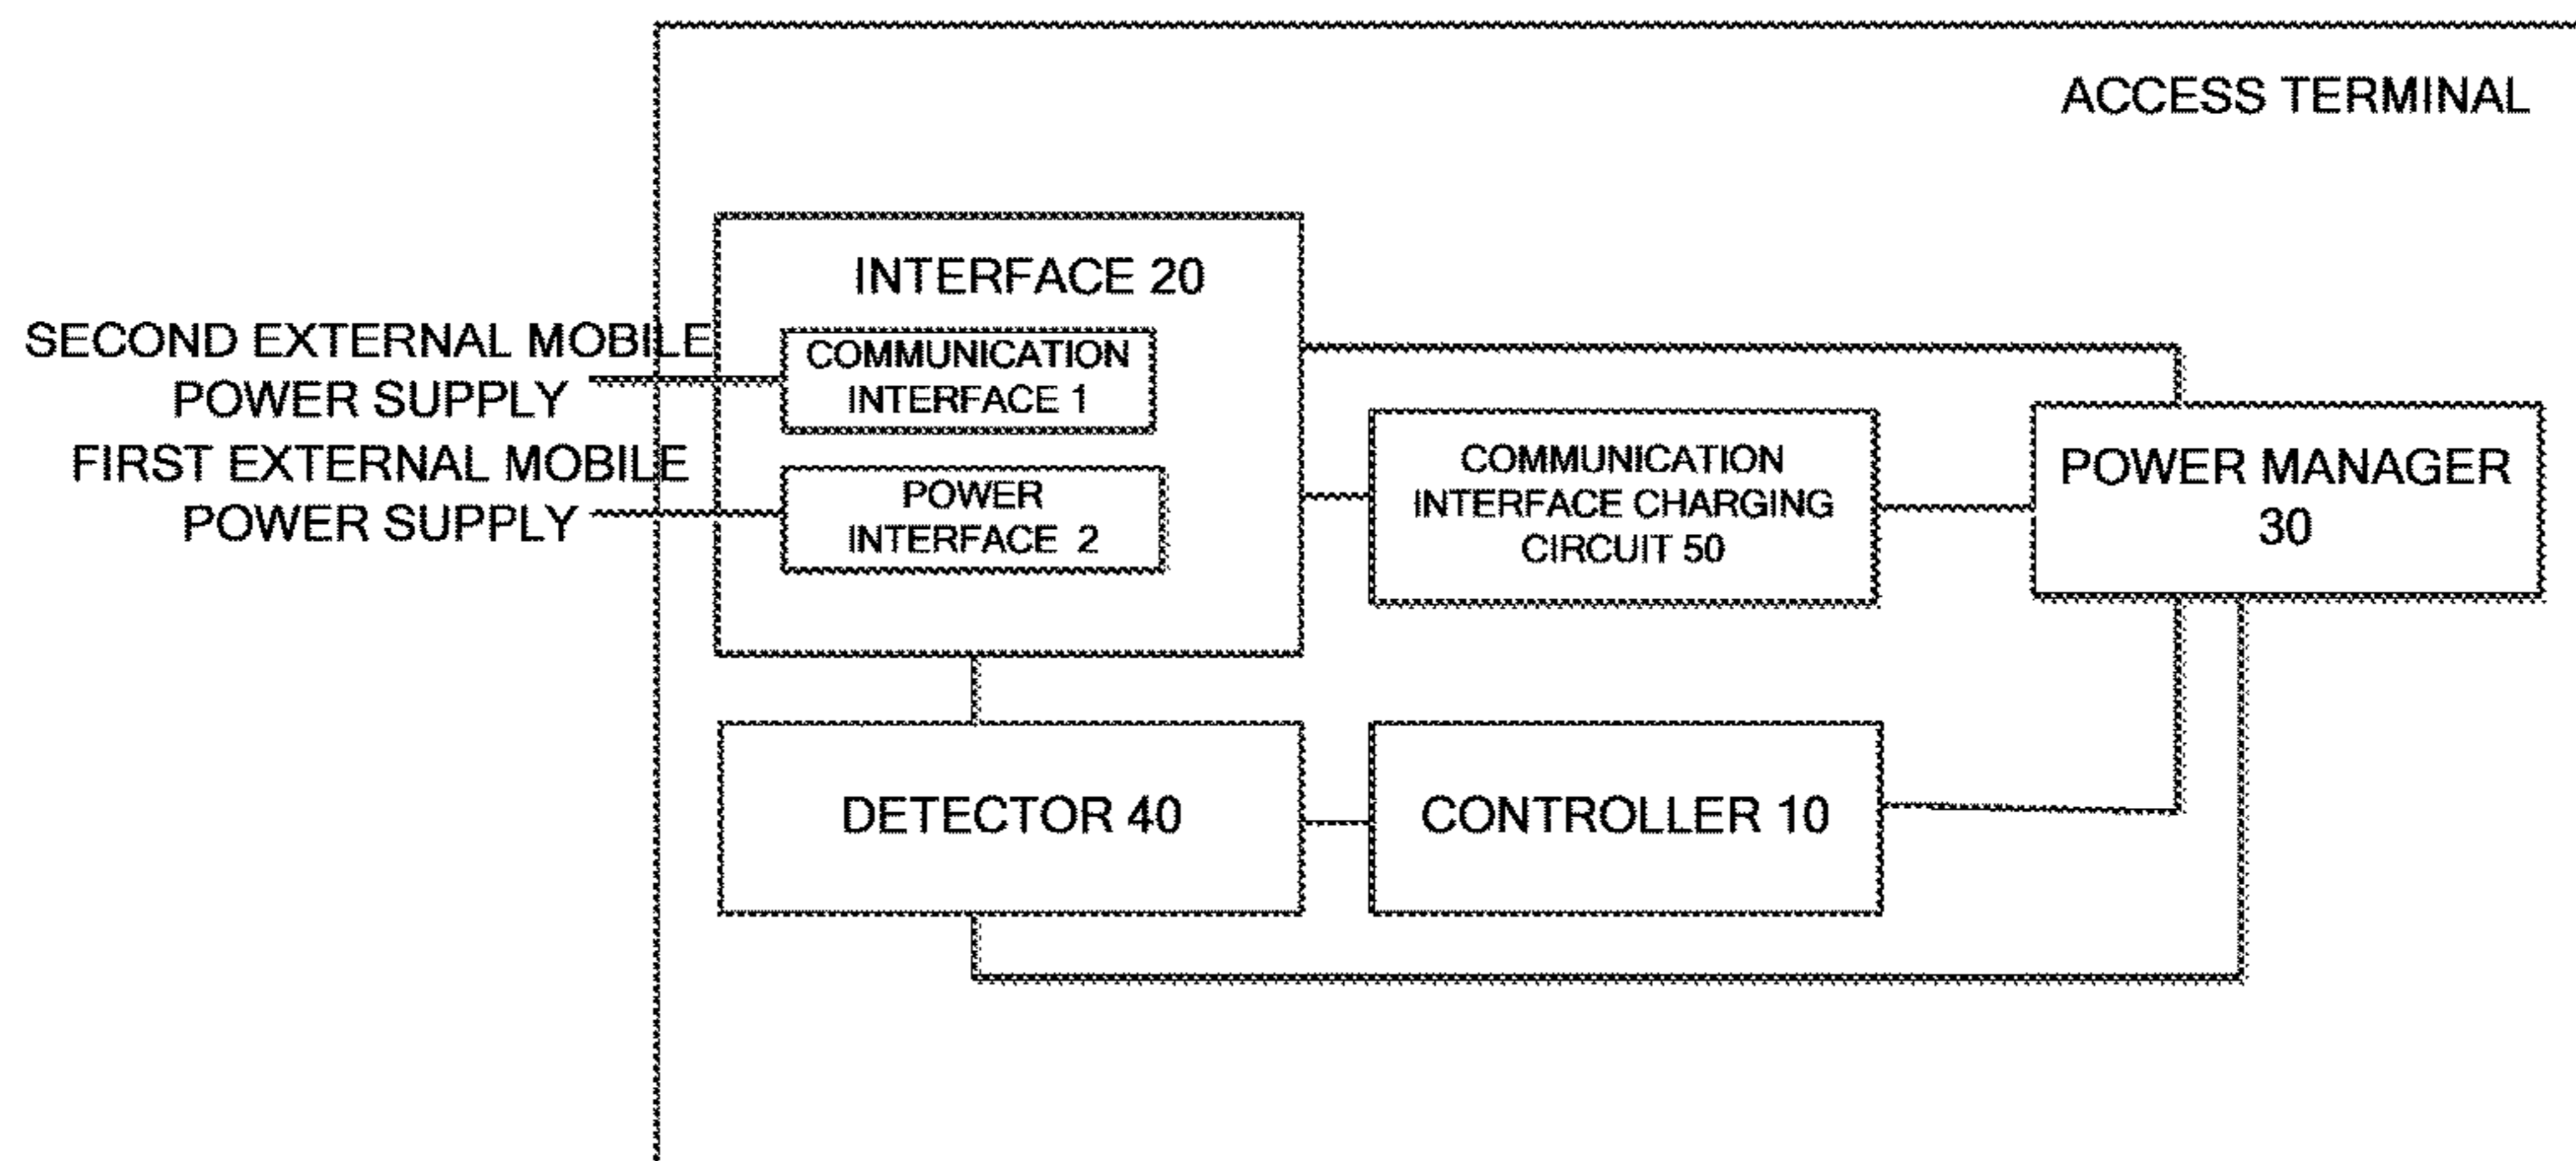 ACCESS TERMINAL
INTERFACE 20
SECOND EXTERNAL MOBILE
POWER SUPPLY
COMMUNICATION
INTERFACE 1
FIRST EXTERNAL MOBILE
POWER SUPPLY
POWER
INTERFACE 2
COMMUNICATION
INTERFACE CHARGING
CIRCUIT 50
POWER MANAGER
30
DETECTOR 40
CONTROLLER 10